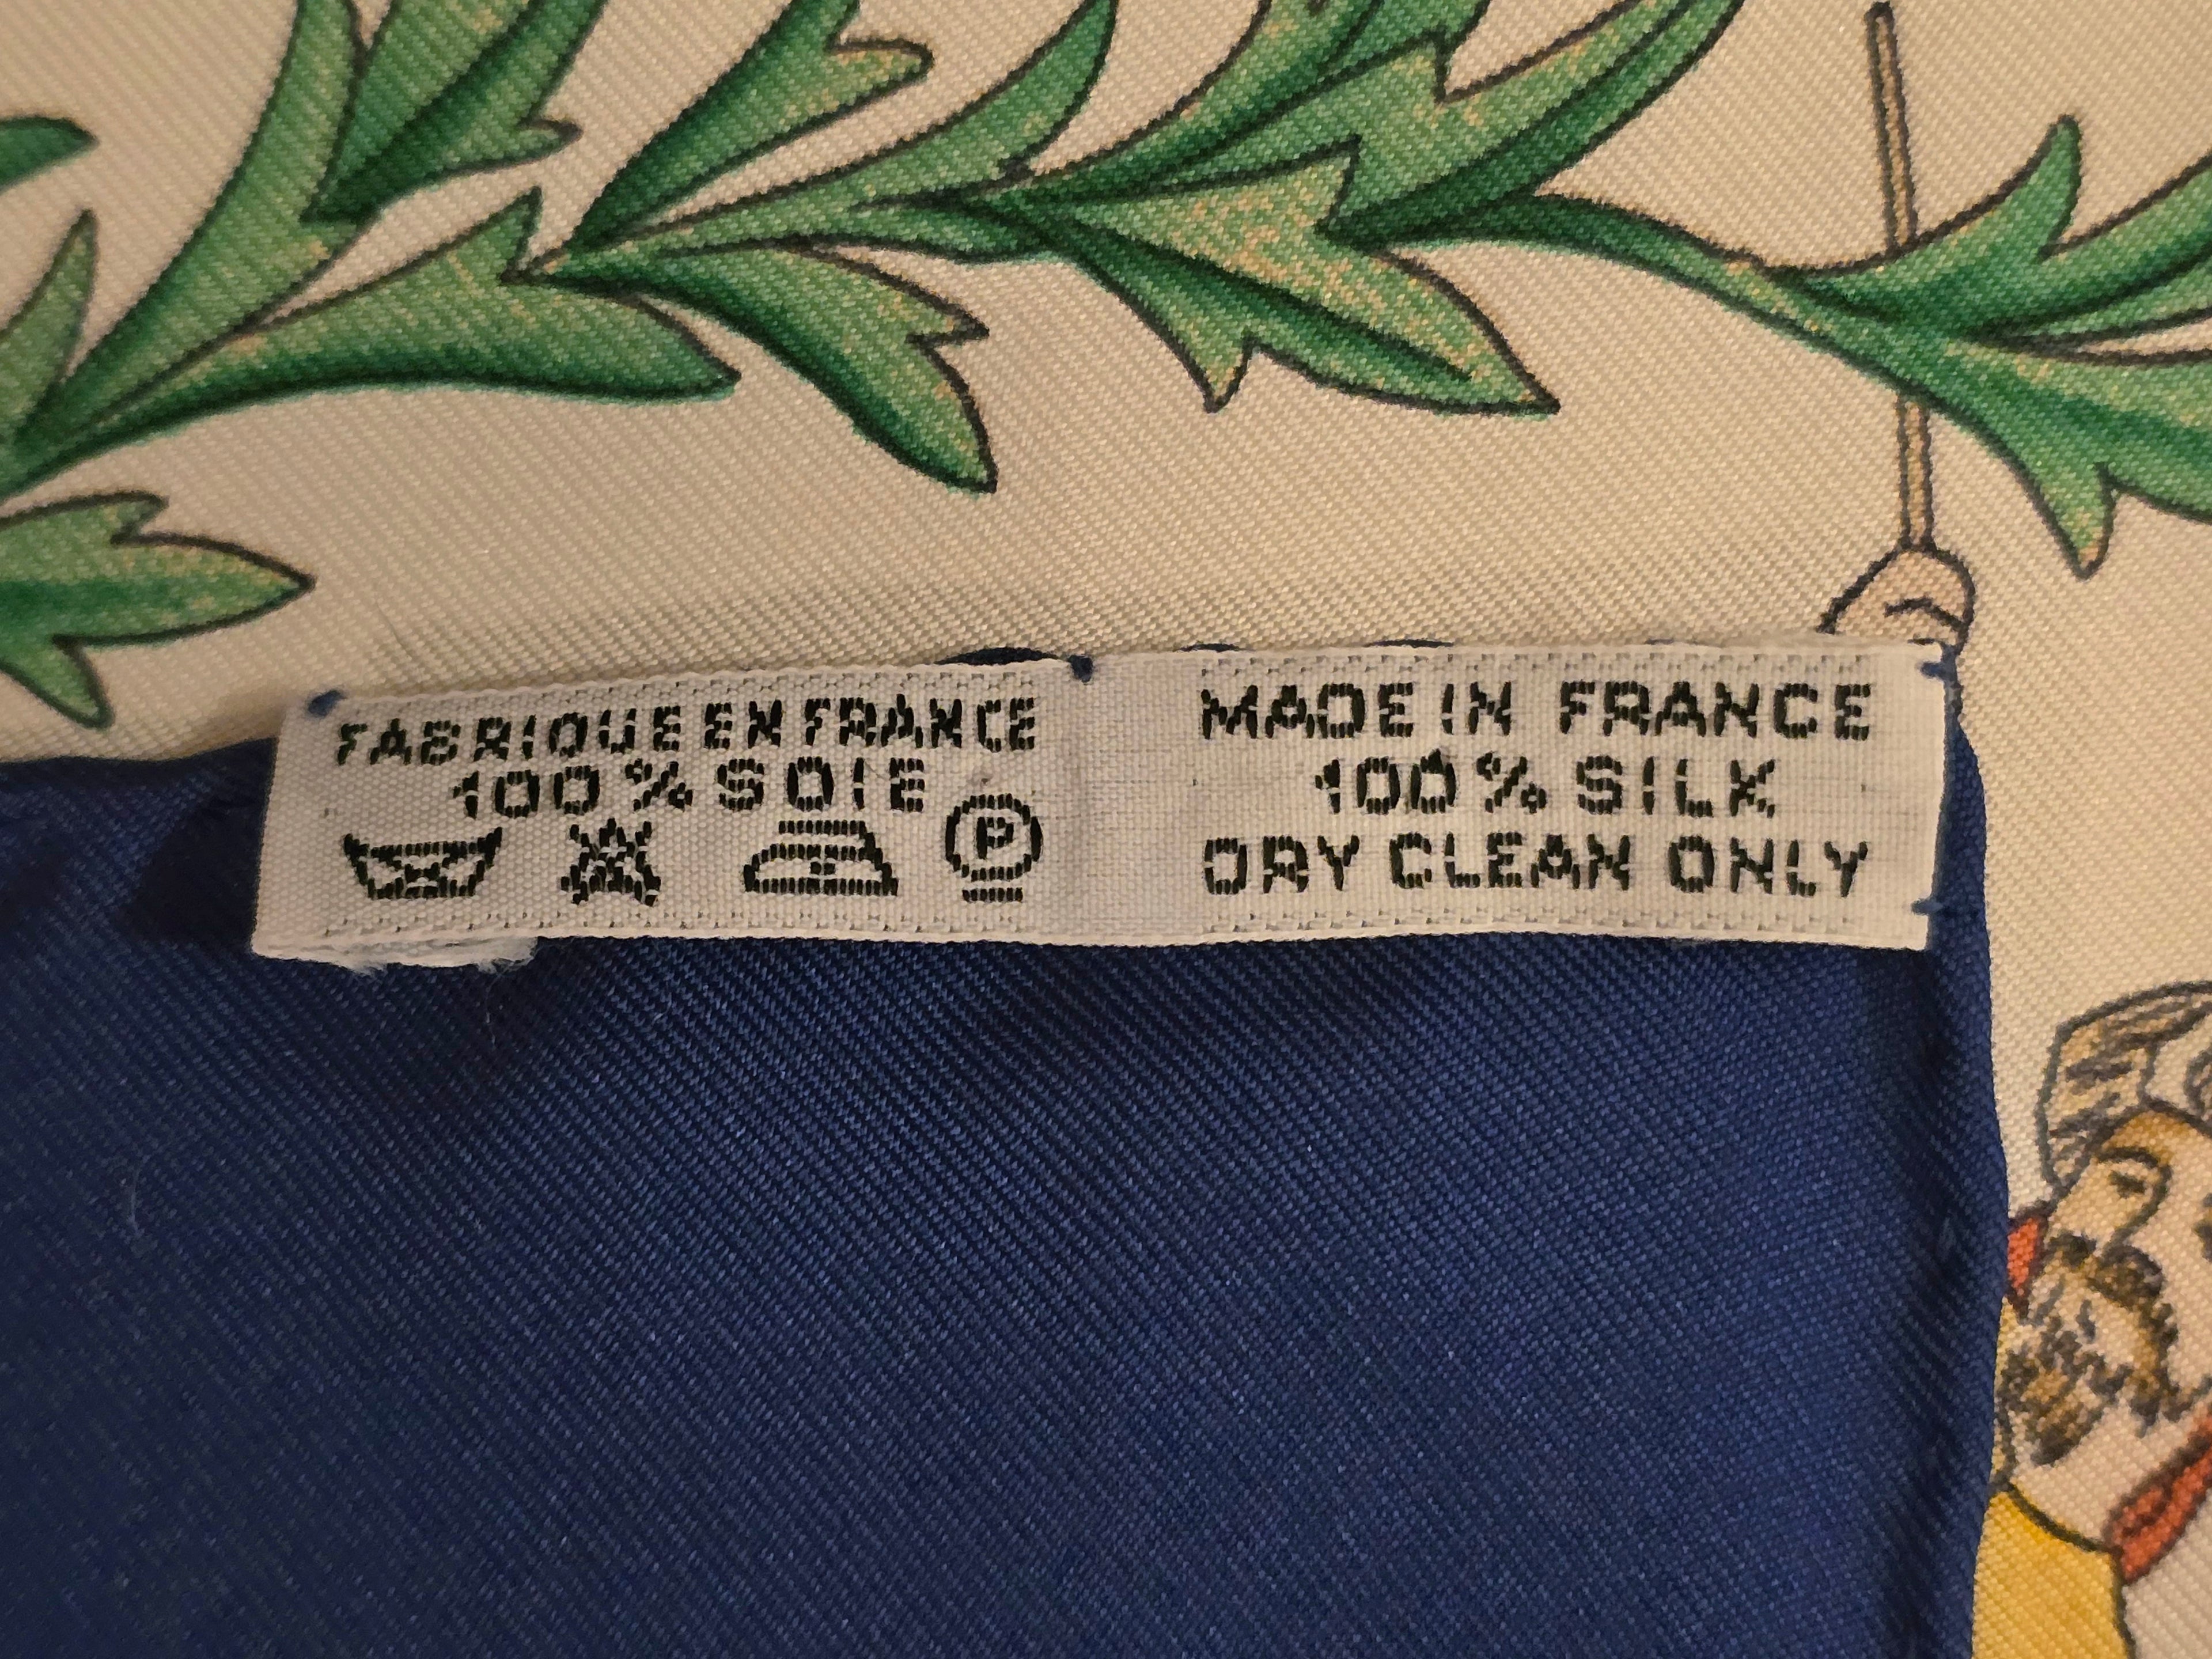 FABRIQUE EN FRANCE
100 % SOIE
P
MADE IN FRANCE
100 % SILK
DRY CLEAN ONLY